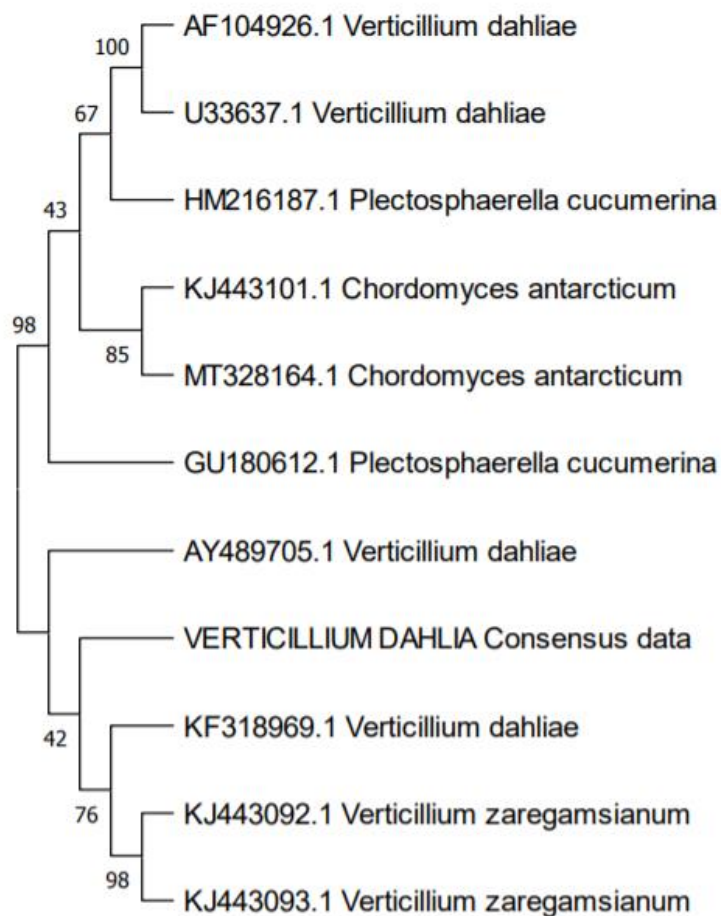 AF104926.1 Verticillium dahliae
100
U33637.1 Verticillium dahliae
67
HM216187.1 Plectosphaerella cucumerina
43
KJ443101.1 Chordomyces antarcticum
98
85
MT328164.1 Chordomyces antarcticum
GU180612.1 Plectosphaerella cucumerina
AY489705.1 Verticillium dahliae
VERTICILLIUM DAHLIA Consensus data
42
KF318969.1 Verticillium dahliae
76
KJ443092.1 Verticillium zaregamsianum
98
KJ443093.1 Verticillium zaregamsianum